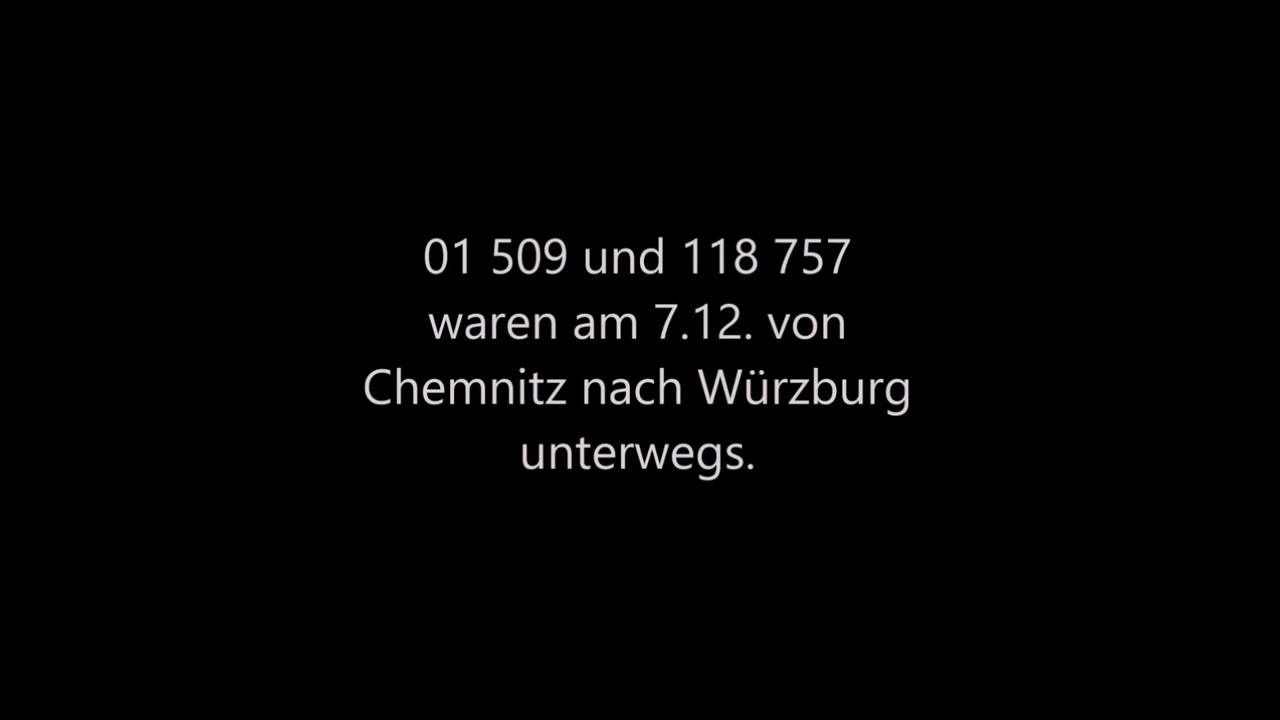 01 509 und 118 757
waren am 7.12. von
Chemnitz nach Würzburg
unterwegs.